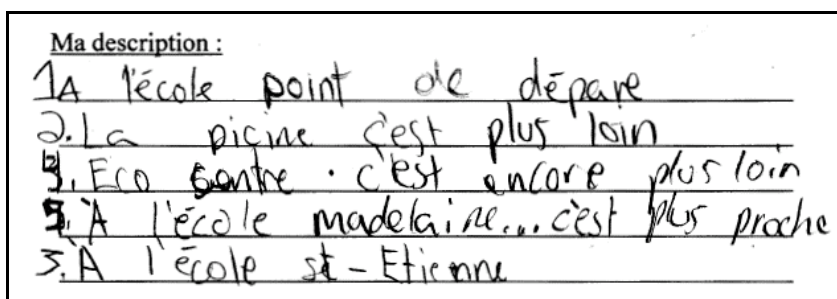 Ma description :
1A l'école point de dépare
2. La picine c'est plus loin
4. Eco sentre. c'est encore plus loin
5. À l'école madelaine... c'est plus proche
3. À l'école st-Etienne